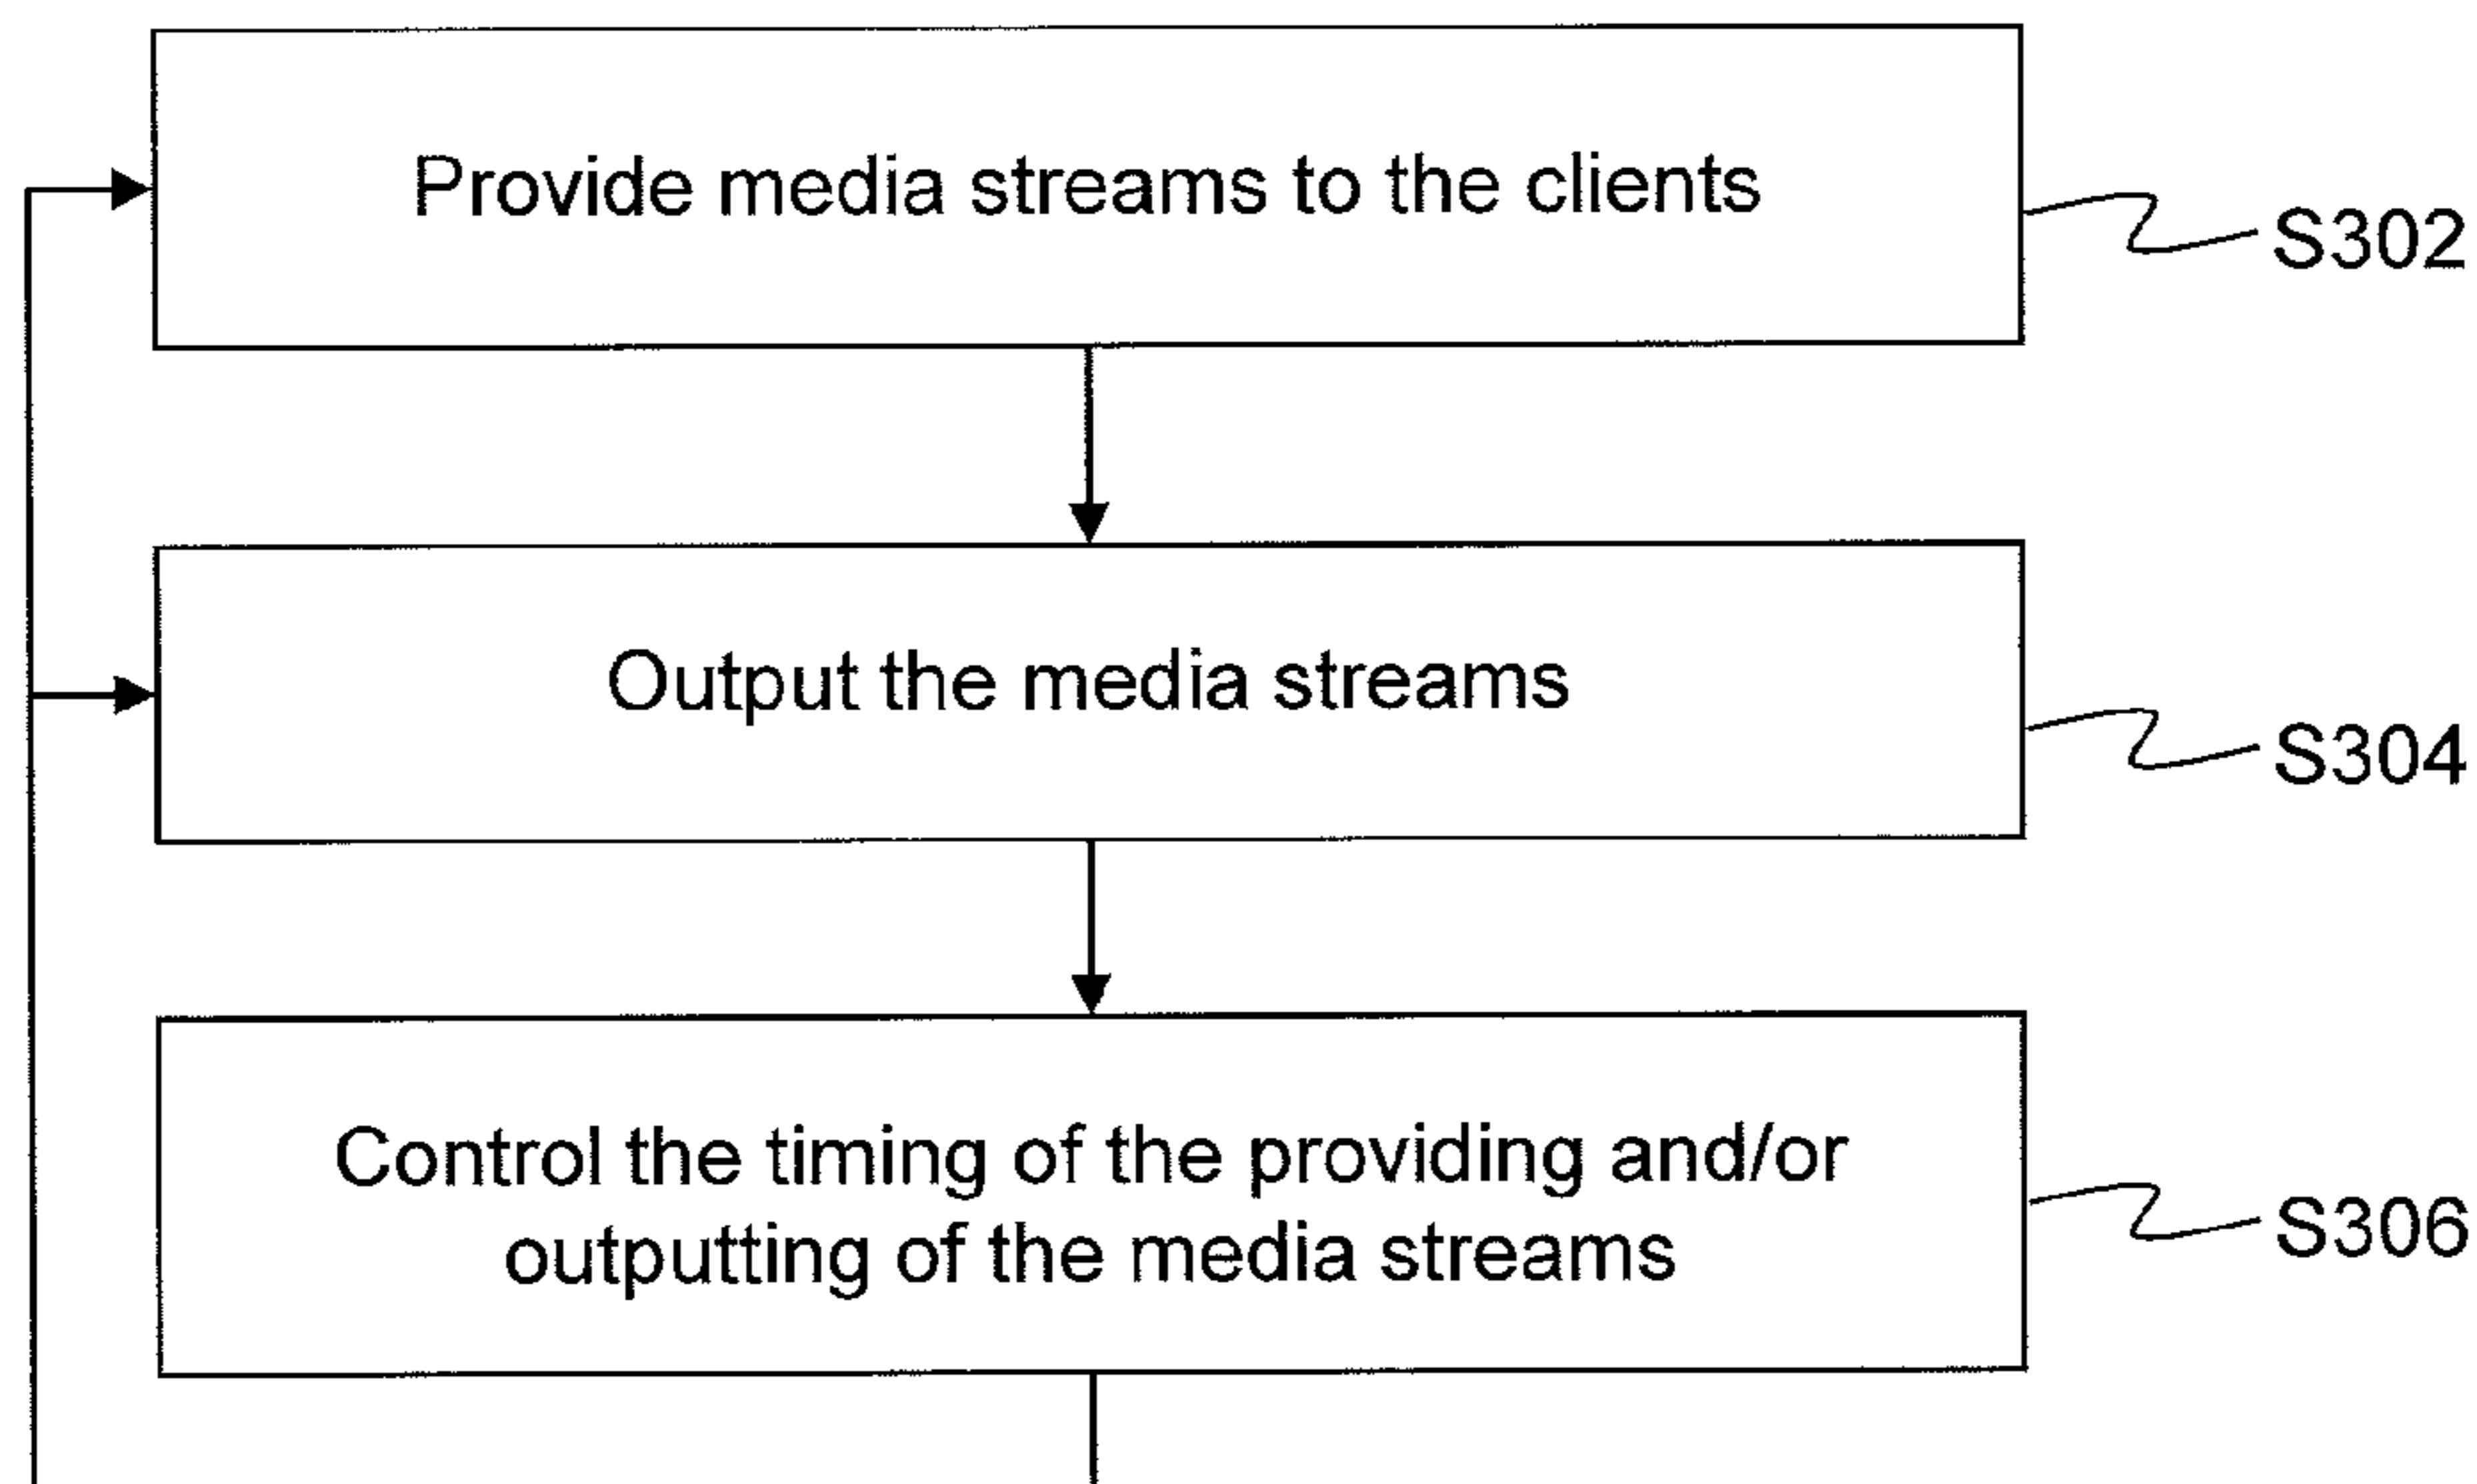 Provide media streams to the clients
S302
Output the media streams
S304
Control the timing of the providing and/or
outputting of the media streams
S306